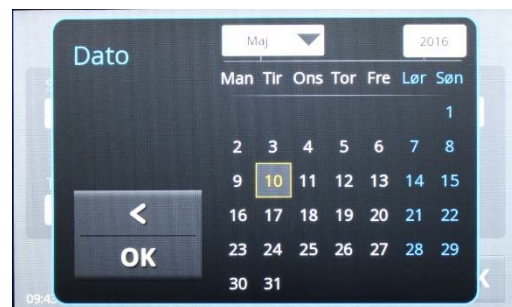 Dato
Maj
2016
Man Tir Ons Tor Fre Lør Søn
1
2 3 4 5 6 7 8
9 10 11 12 13 14 15
16 17 18 19 20 21 22
23 24 25 26 27 28 29
30 31
<
OK